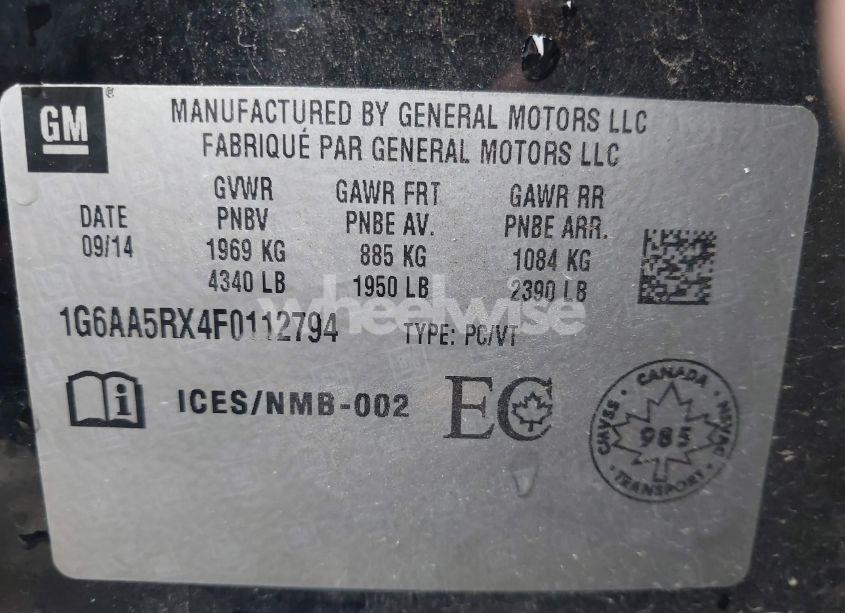 GM®
MANUFACTURED BY GENERAL MOTORS LLC
FABRIQUÉ PAR GENERAL MOTORS LLC
DATE
09/14
GVWR
PNBV
1969 KG
4340 LB
GAWR FRT
PNBE AV.
885 KG
1950 LB
GAWR RR
PNBE ARR.
1084 KG
2390 LB
wheelwise
1G6AA5RX4F0112794 TYPE: PC/VT
i ICES/NMB-002 EC
CANADA
CMVSS 985 NSVAC
TRANSPORT